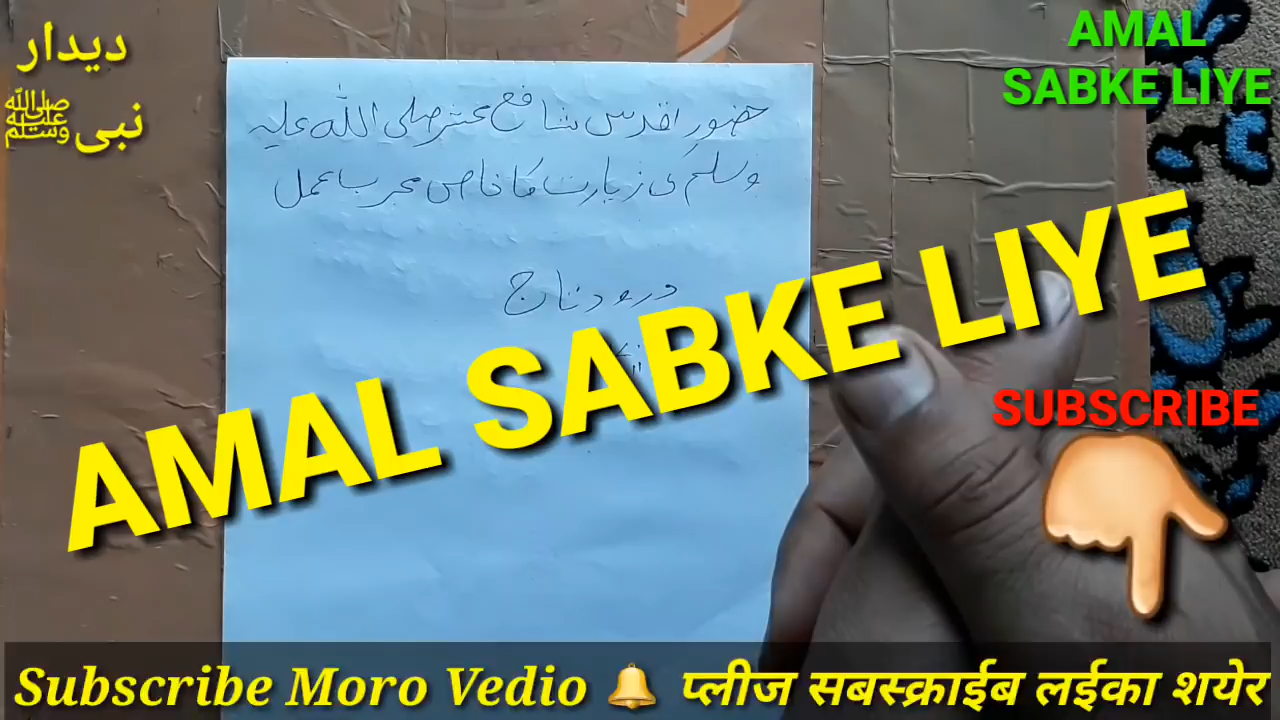 دیدار
نبی ﷺ
AMAL
SABKE LIYE
حضور اقدس شافع محشر صلی اللہ علیہ
وسلم کی زیارت کا خاص مجرب عمل
درود تاج
AMAL SABKE LIYE
SUBSCRIBE
Subscribe Moro Vedio 🔔 प्लीज सबस्क्राईब लईका शयेर